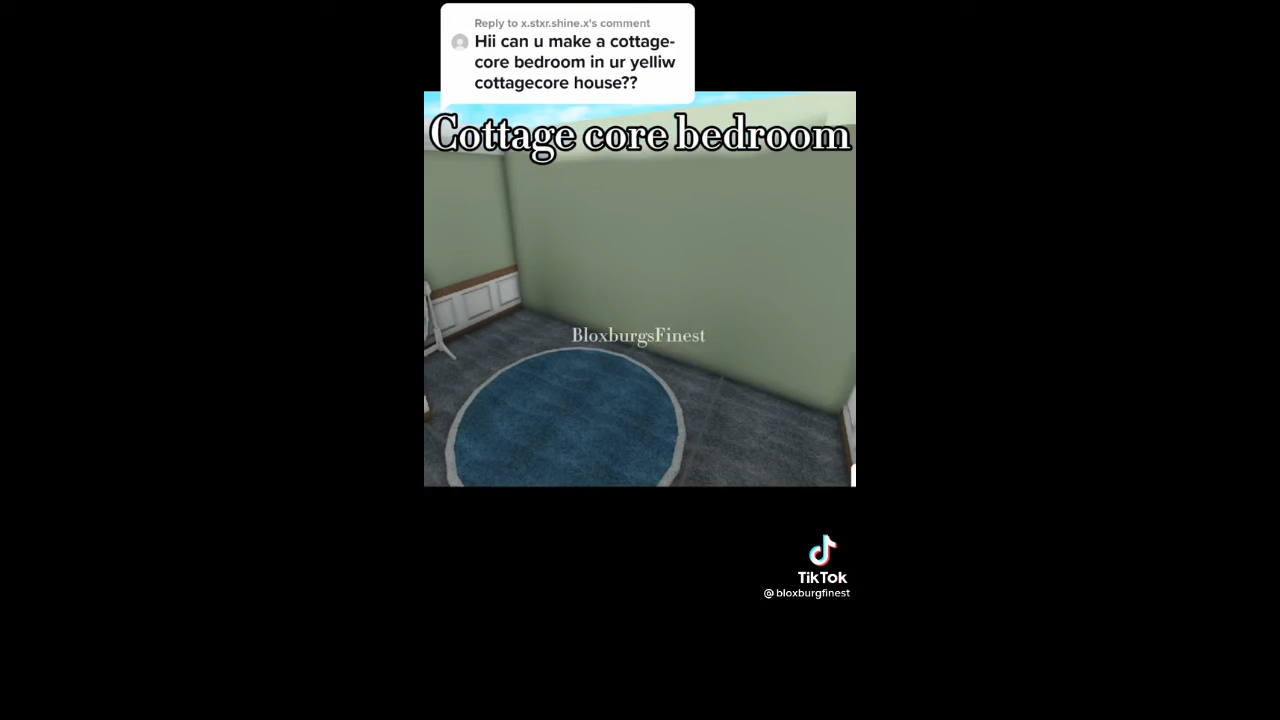 Reply to x.stxr.shine.x's comment
Hii can u make a cottage-
core bedroom in ur yelliw
cottagecore house??
Cottage core bedroom
BloxburgsFinest
TikTok
@bloxburgfinest